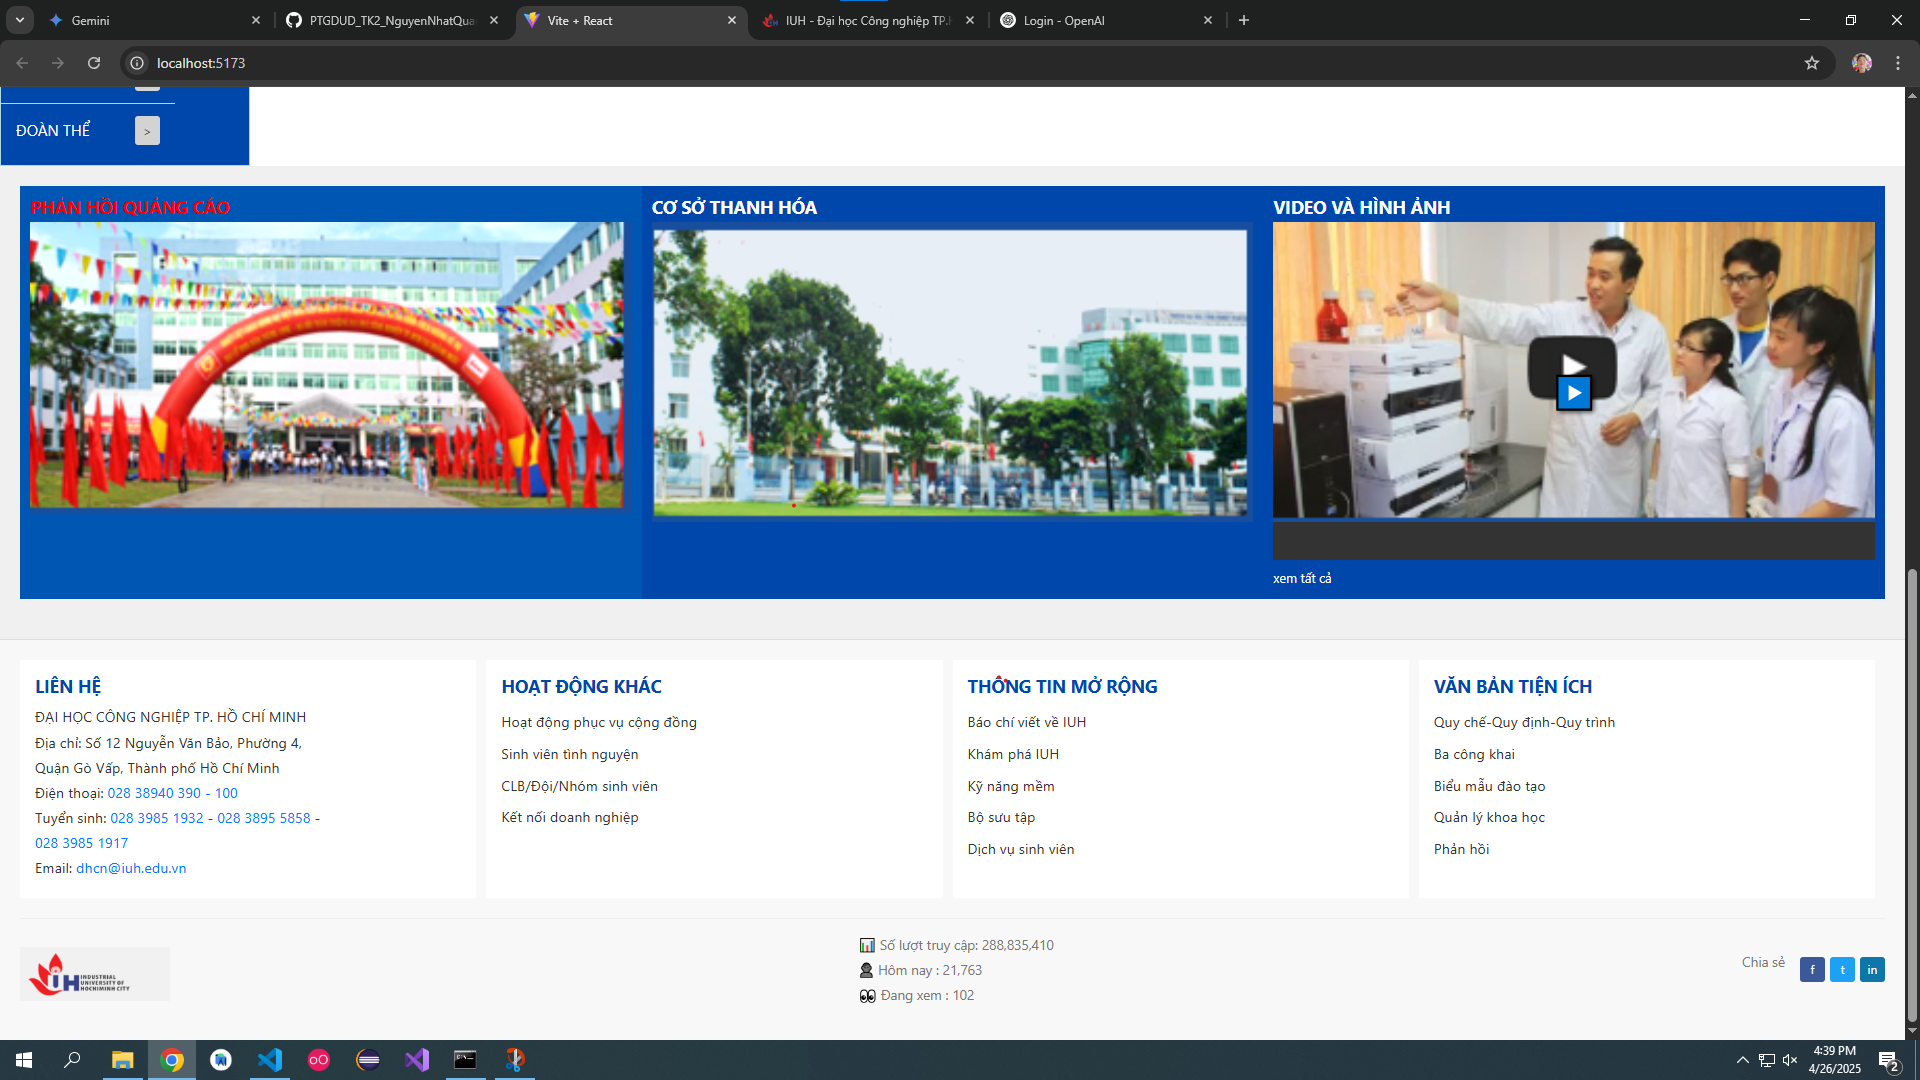 Gemini
PTGDUD_TK2_NguyenNhatQua
Vite + React
IUH - Đại học Công nghiệp TP.H
Login - OpenAI
localhost:5173
ĐOÀN THỂ
>
PHẢN HỒI QUẢNG CÁO
CƠ SỞ THANH HÓA
VIDEO VÀ HÌNH ẢNH
xem tất cả
LIÊN HỆ
ĐẠI HỌC CÔNG NGHIỆP TP. HỒ CHÍ MINH
Địa chỉ: Số 12 Nguyễn Văn Bảo, Phường 4,
Quận Gò Vấp, Thành phố Hồ Chí Minh
Điện thoại: 028 38940 390 - 100
Tuyển sinh: 028 3985 1932 - 028 3895 5858 -
028 3985 1917
Email: dhcn@iuh.edu.vn
HOẠT ĐỘNG KHÁC
Hoạt động phục vụ cộng đồng
Sinh viên tình nguyện
CLB/Đội/Nhóm sinh viên
Kết nối doanh nghiệp
THÔNG TIN MỞ RỘNG
Báo chí viết về IUH
Khám phá IUH
Kỹ năng mềm
Bộ sưu tập
Dịch vụ sinh viên
VĂN BẢN TIỆN ÍCH
Quy chế-Quy định-Quy trình
Ba công khai
Biểu mẫu đào tạo
Quản lý khoa học
Phản hồi
IUH
INDUSTRIAL
UNIVERSITY OF
HOCHIMINH CITY
Số lượt truy cập: 288,835,410
Hôm nay : 21,763
Đang xem : 102
Chia sẻ
f
t
in
4:39 PM
4/26/2025
2